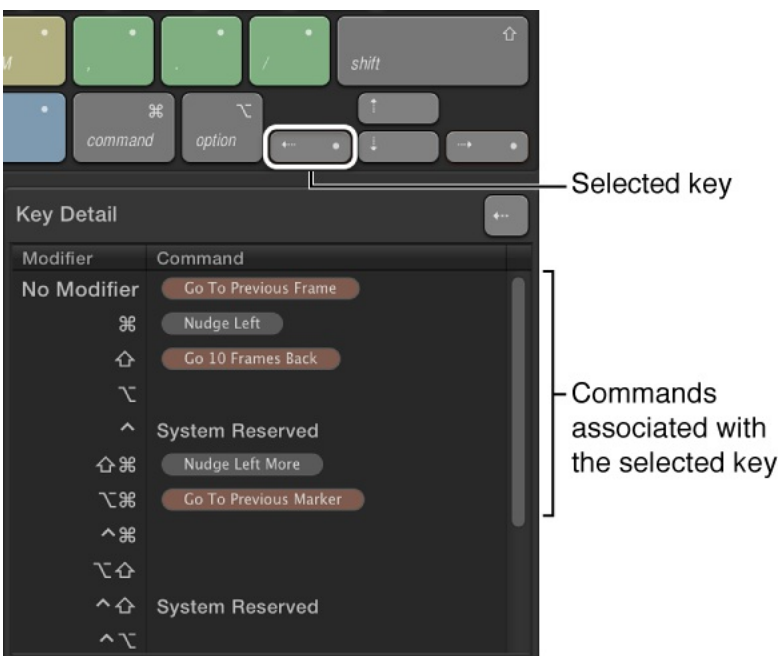 M , . / shift ⇧
⌘ command ⌥ option ⇠ ⇡ ⇣ ⇢
Selected key
Key Detail ⇠
Modifier Command
No Modifier Go To Previous Frame
⌘ Nudge Left
⇧ Go 10 Frames Back
⌥
^ System Reserved
⇧⌘ Nudge Left More
⌥⌘ Go To Previous Marker
^⌘
⌥⇧
^⇧ System Reserved
^⌥
Commands
associated with
the selected key